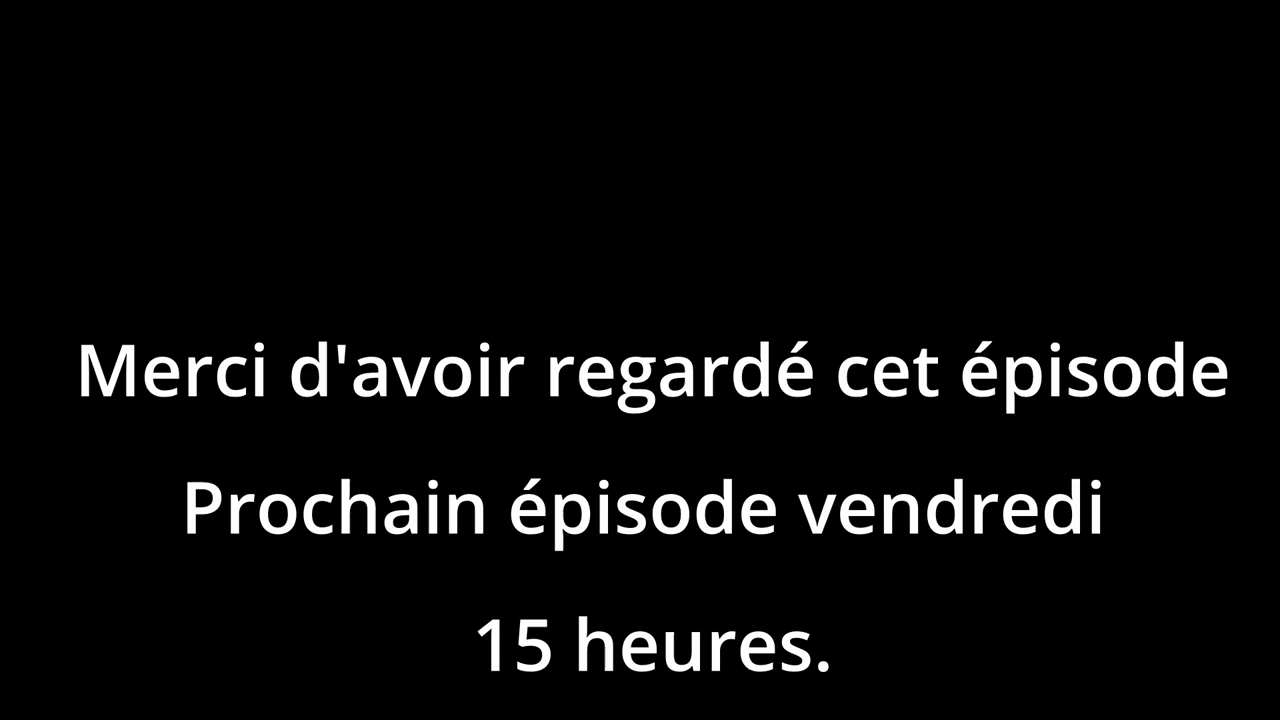 Merci d'avoir regardé cet épisode
Prochain épisode vendredi
15 heures.